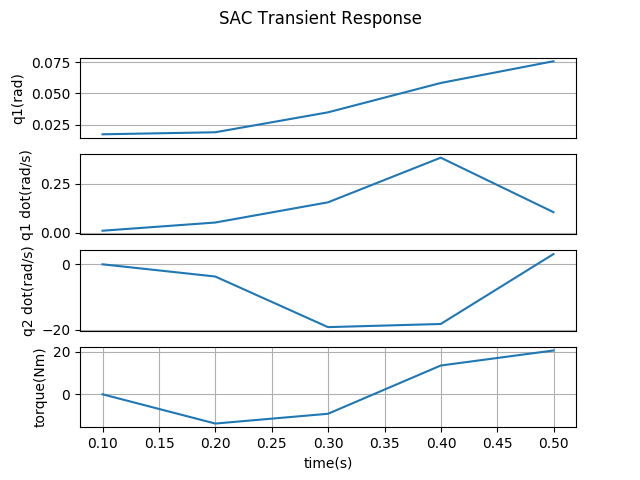 SAC Transient Response
0.075
0.050
0.025
q1(rad)
0.25
0.00
q1 dot(rad/s)
0
−20
q2 dot(rad/s)
20
0
torque(Nm)
0.10 0.15 0.20 0.25 0.30 0.35 0.40 0.45 0.50
time(s)